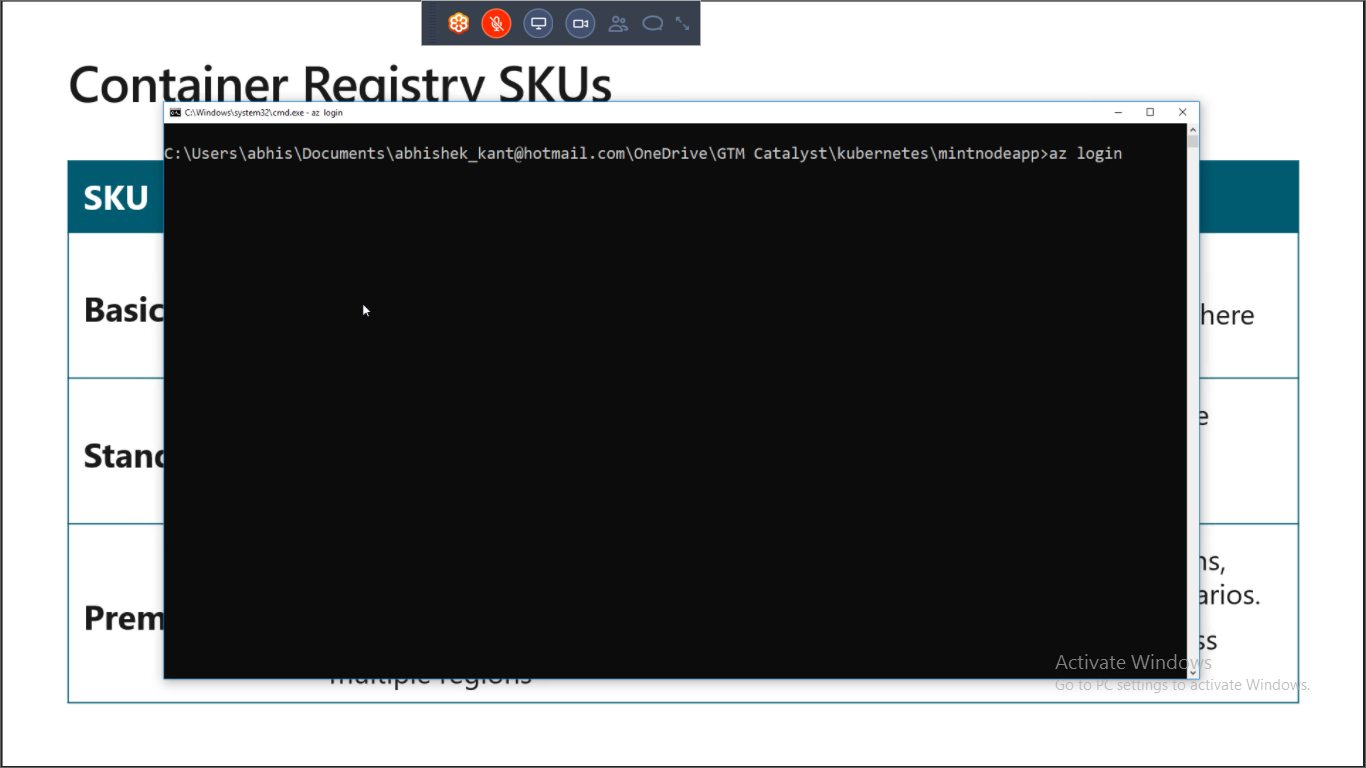 Container Registry SKUs
C:\Windows\system32\cmd.exe - az login
C:\Users\abhis\Documents\abhishek_kant@hotmail.com\OneDrive\GTM Catalyst\kubernetes\mintnodeapp>az login
SKU
Basic
here
Stand
e
Prem
ns,
arios.
ss
multiple regions
Activate Windows
Go to PC settings to activate Windows.